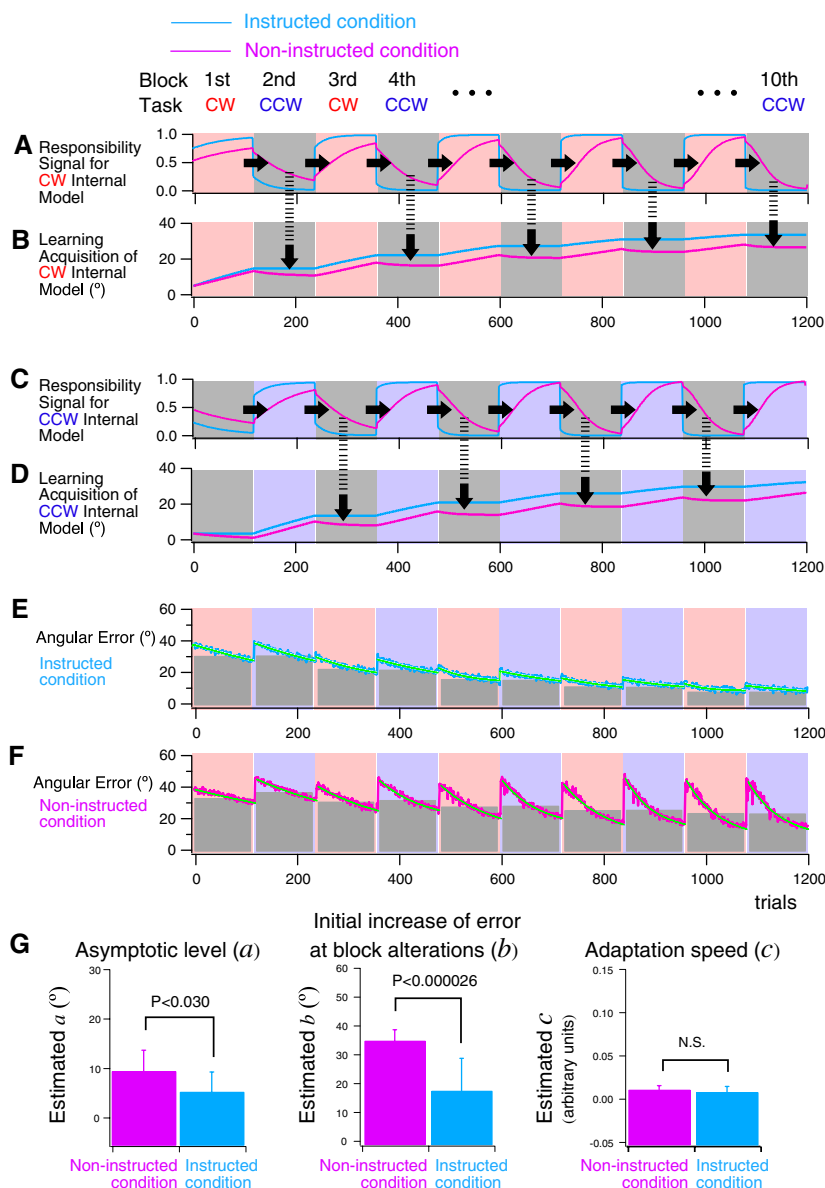 Instructed condition
Non-instructed condition
Block 1st 2nd 3rd 4th • • • • • • 10th
Task CW CCW CW CCW CCW
A Responsibility
Signal for
CW Internal
Model
1.0
0.5
0.0
B Learning
Acquisition of
CW Internal
Model (º)
40
20
0
0 200 400 600 800 1000 1200
C Responsibility
Signal for
CCW Internal
Model
1.0
0.5
0.0
D Learning
Acquisition of
CCW Internal
Model (º)
40
20
0
0 200 400 600 800 1000 1200
E
Angular Error (º)
Instructed
condition
60
40
20
0
0 200 400 600 800 1000 1200
F
Angular Error (º)
Non-instructed
condition
60
40
20
0
0 200 400 600 800 1000 1200
trials
G
Asymptotic level (a)
Estimated a (º)
30
20
10
0
P<0.030
Non-instructed condition
Instructed condition
Initial increase of error
at block alterations (b)
Estimated b (º)
60
50
40
30
20
10
0
P<0.000026
Non-instructed condition
Instructed condition
Adaptation speed (c)
Estimated c
(arbitrary units)
0.15
0.10
0.05
0.00
-0.05
N.S.
Non-instructed condition
Instructed condition